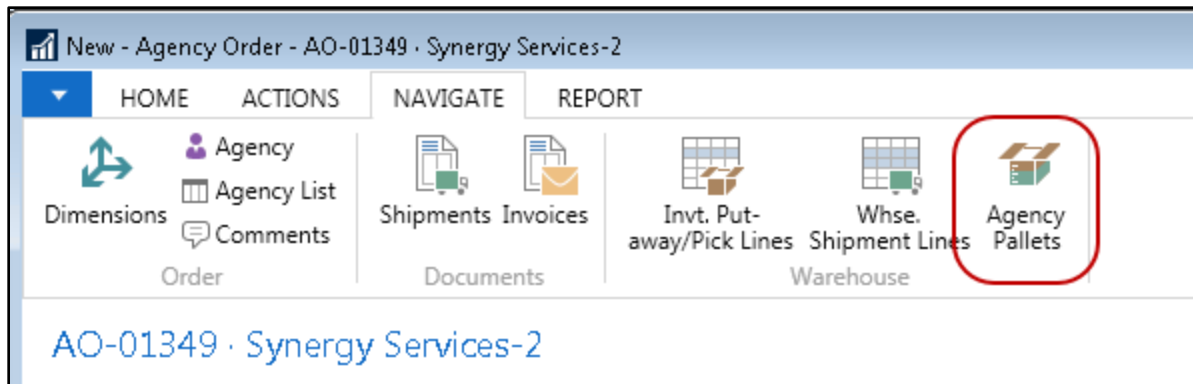 New - Agency Order - AO-01349 · Synergy Services-2
HOME ACTIONS NAVIGATE REPORT
Dimensions
Agency
Agency List
Comments
Order
Shipments
Invoices
Documents
Invt. Put-
away/Pick Lines
Whse.
Shipment Lines
Agency
Pallets
Warehouse
AO-01349 · Synergy Services-2